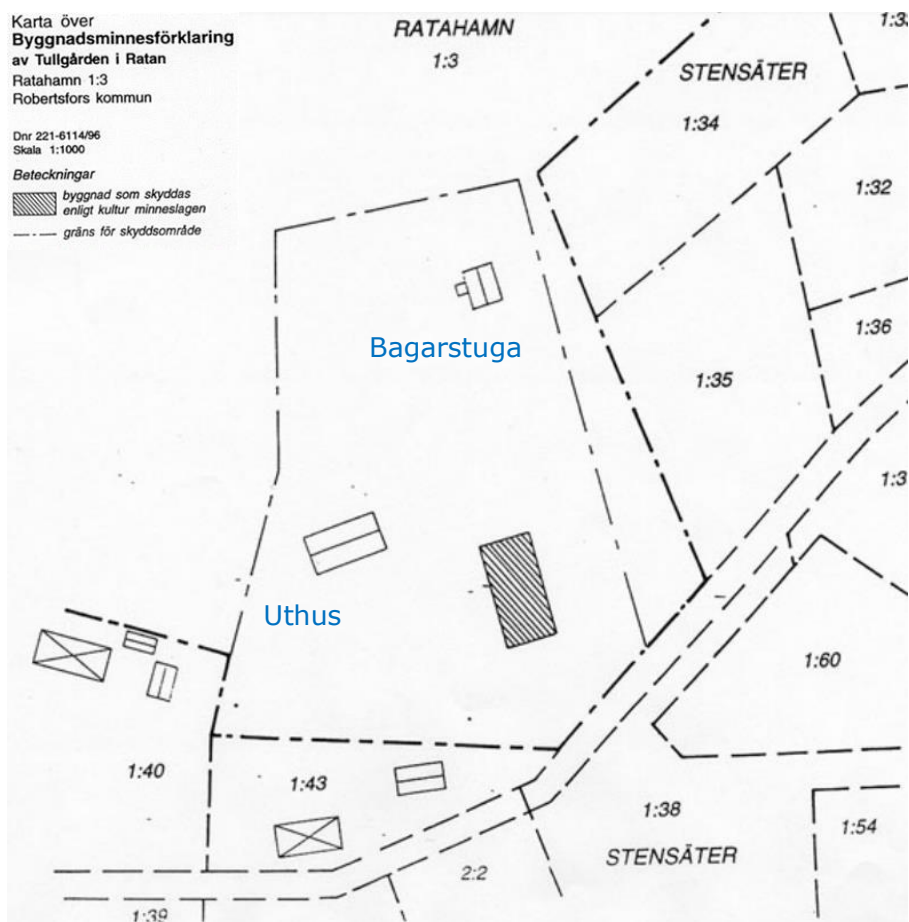 Karta över
Byggnadsminnesförklaring
av Tullgården i Ratan
Ratahamn 1:3
Robertsfors kommun
Dnr 221-6114/96
Skala 1:1000
Beteckningar
byggnad som skyddas
enligt kultur minneslagen
gräns för skyddsområde
RATAHAMN
1:3
STENSÄTER
1:34
1:32
1:36
1:35
Bagarstuga
Uthus
1:60
1:40
1:43
1:38
1:54
STENSÄTER
2:2
1:39